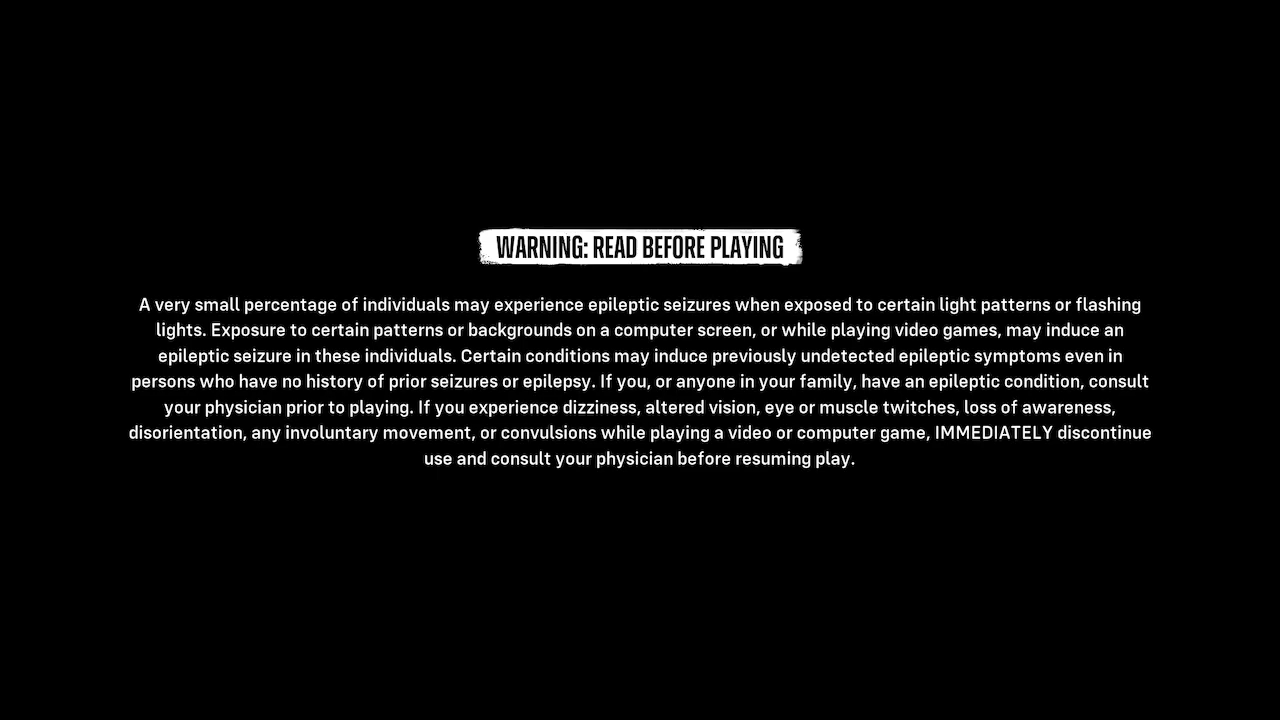 WARNING: READ BEFORE PLAYING
A very small percentage of individuals may experience epileptic seizures when exposed to certain light patterns or flashing
lights. Exposure to certain patterns or backgrounds on a computer screen, or while playing video games, may induce an
epileptic seizure in these individuals. Certain conditions may induce previously undetected epileptic symptoms even in
persons who have no history of prior seizures or epilepsy. If you, or anyone in your family, have an epileptic condition, consult
your physician prior to playing. If you experience dizziness, altered vision, eye or muscle twitches, loss of awareness,
disorientation, any involuntary movement, or convulsions while playing a video or computer game, IMMEDIATELY discontinue
use and consult your physician before resuming play.